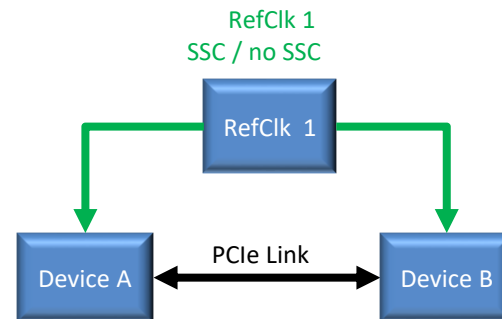 RefClk 1
SSC / no SSC
RefClk 1
PCIe Link
Device A
Device B